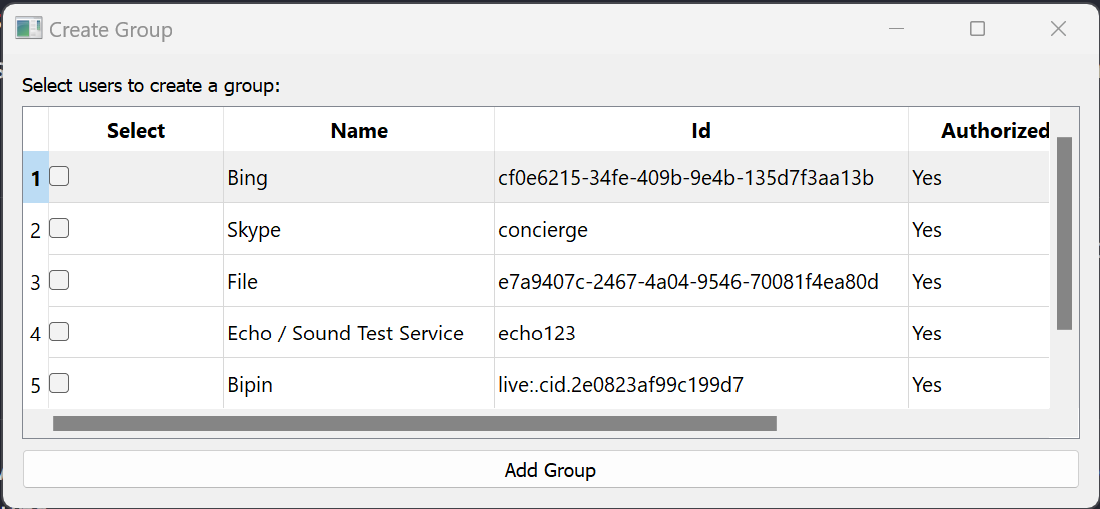 Create Group
Select users to create a group:
Select Name Id Authorized
1 Bing cf0e6215-34fe-409b-9e4b-135d7f3aa13b Yes
2 Skype concierge Yes
3 File e7a9407c-2467-4a04-9546-70081f4ea80d Yes
4 Echo / Sound Test Service echo123 Yes
5 Bipin live:.cid.2e0823af99c199d7 Yes
Add Group